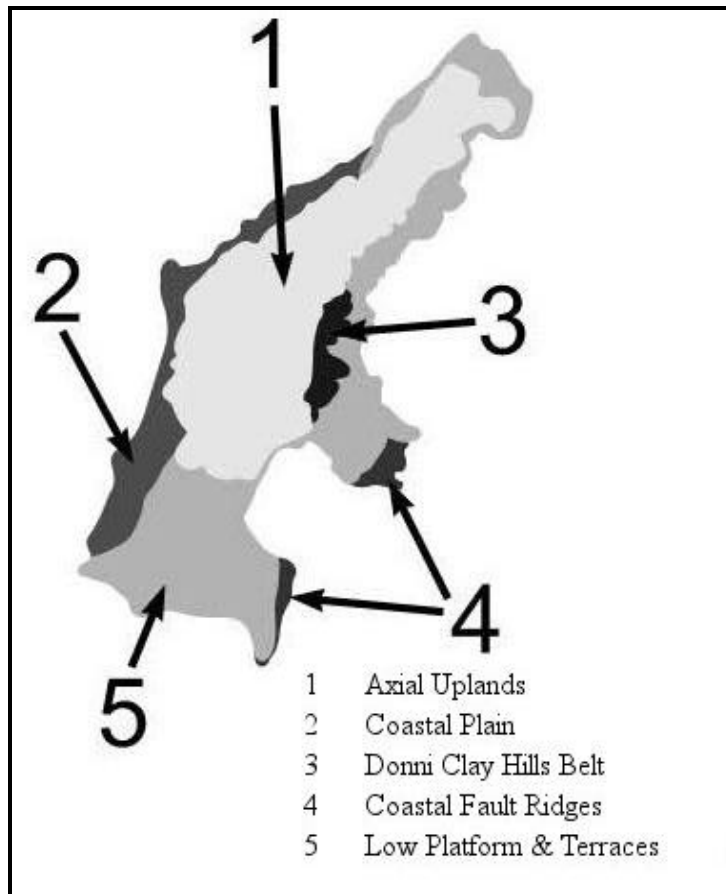 1
2
3
4
5
1 Axial Uplands
2 Coastal Plain
3 Donni Clay Hills Belt
4 Coastal Fault Ridges
5 Low Platform & Terraces